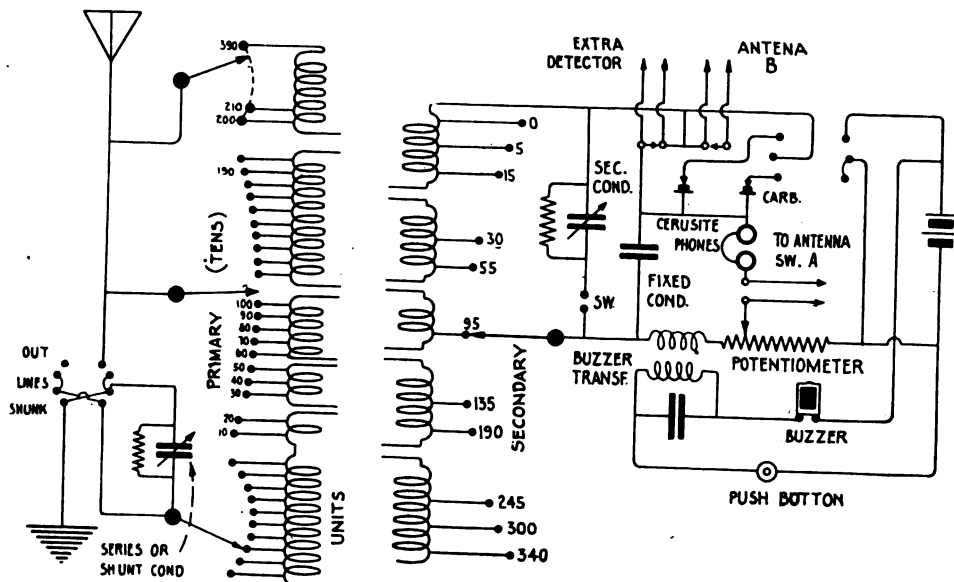 EXTRA
DETECTOR
ANTENA
B
390
210
200
190
(TENS)
100
90
80
70
60
50
40
30
20
10
PRIMARY
UNITS
0
5
15
30
55
95
135
190
245
300
340
SECONDARY
SEC.
COND.
SW.
CERUSITE
PHONES
CARB.
TO ANTENNA
SW. A
FIXED
COND.
BUZZER
TRANSF.
POTENTIOMETER
BUZZER
PUSH BUTTON
OUT
LINES
SHUNK
SERIES OR
SHUNT COND